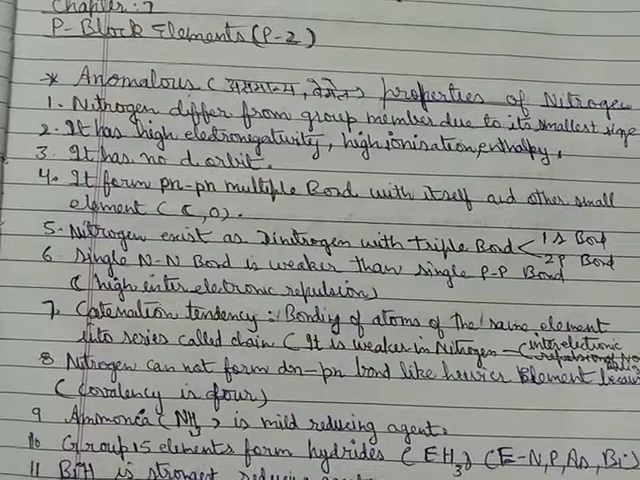 Chapter: 7
P-Block Elements (P-2)
* Anomalous (असामान्य, बेमेल) properties of Nitrogen
1. Nitrogen differ from group member due to its smallest size
2. It has high electronegativity, high ionisation, enthalpy,
3. It has no d orbit.
4. It form pπ-pπ multiple Bond with itself and other small
element (C, O).
5. Nitrogen exist as Dinitrogen with triple Bond < 1 s Bond
2 p Bond
6. Single N-N Bond is weaker than single P-P Bond
(high inter electronic repulsion)
7. Catenation tendency: Bonding of atoms of the same element
into series called chain (It is weaker in Nitrogen - (interelectronic
repulsion of N
8 Nitrogen can not form dπ-pπ bond like heavier Element becau
(Covalency is four)
9 Ammonia (NH3) is mild reducing agent.
10 Group 15 elements form hydrides (EH3) (E-N, P, As, Bi)
11 BiH is strongest reducing